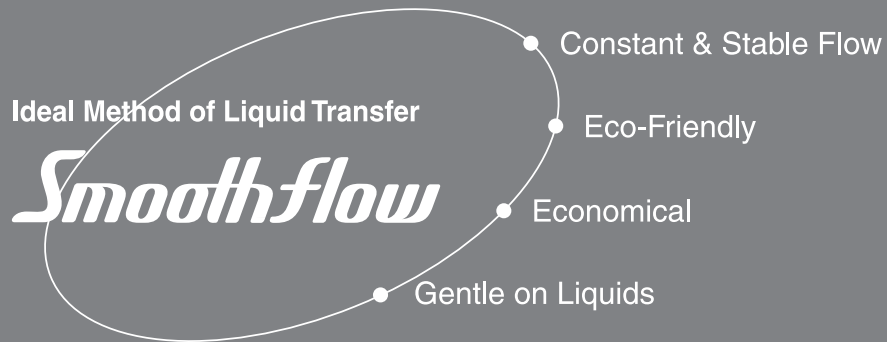 Constant & Stable Flow
Ideal Method of Liquid Transfer
Eco-Friendly
Smoothflow
Economical
Gentle on Liquids